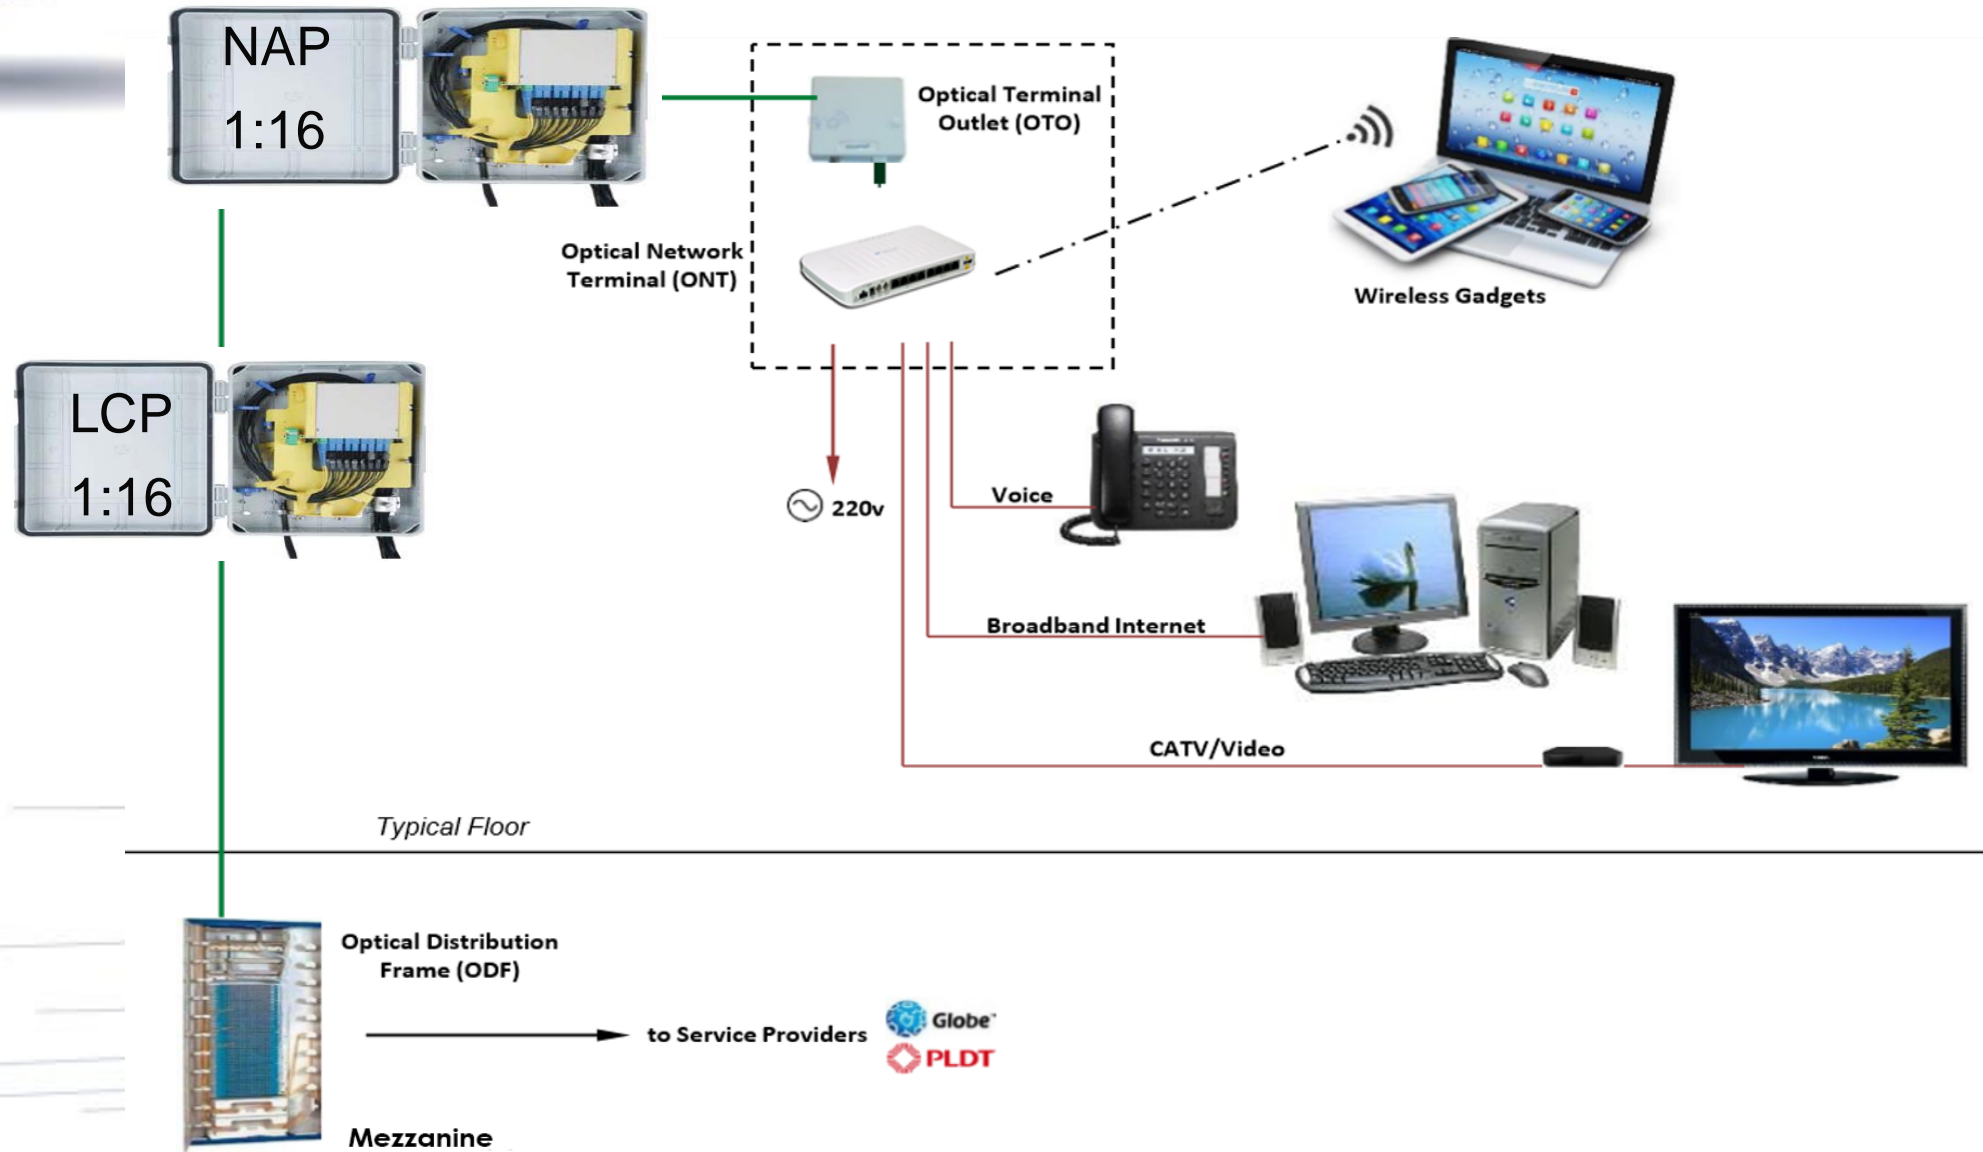 NAP
1:16
Optical Terminal
Outlet (OTO)
Optical Network
Terminal (ONT)
Wireless Gadgets
LCP
1:16
220v
Voice
Broadband Internet
CATV/Video
Typical Floor
Optical Distribution
Frame (ODF)
to Service Providers
Globe
PLDT
Mezzanine